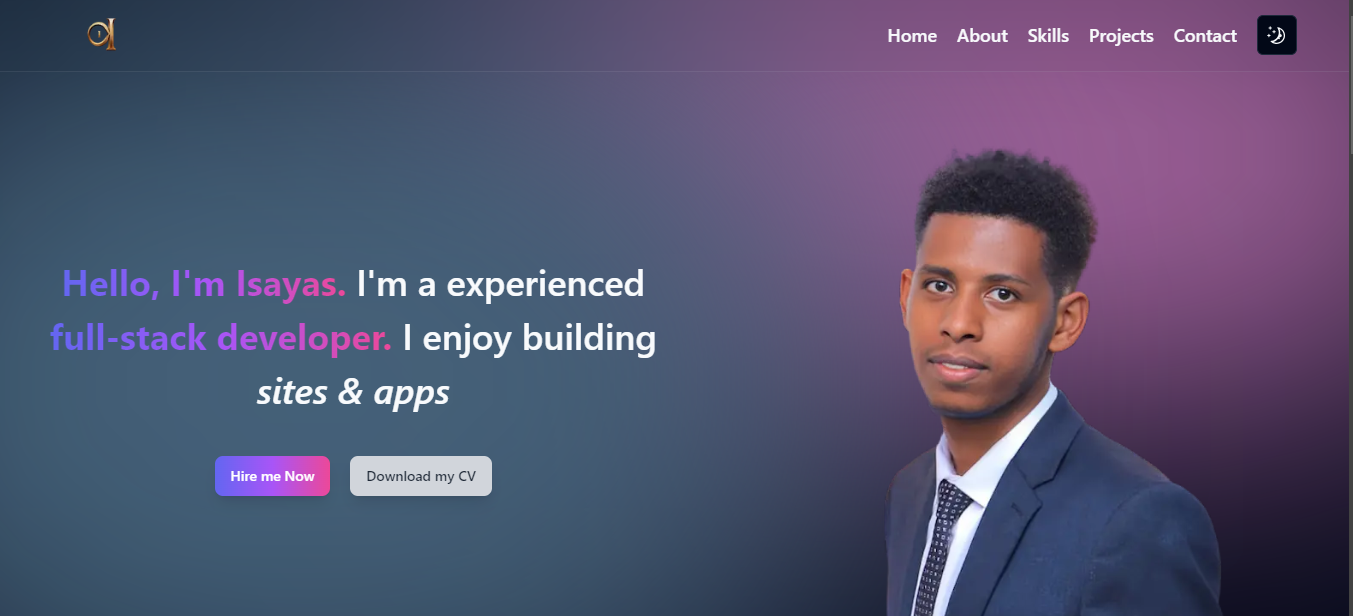 Home About Skills Projects Contact
Hello, I'm Isayas. I'm a experienced
full-stack developer. I enjoy building
sites & apps
Hire me Now Download my CV